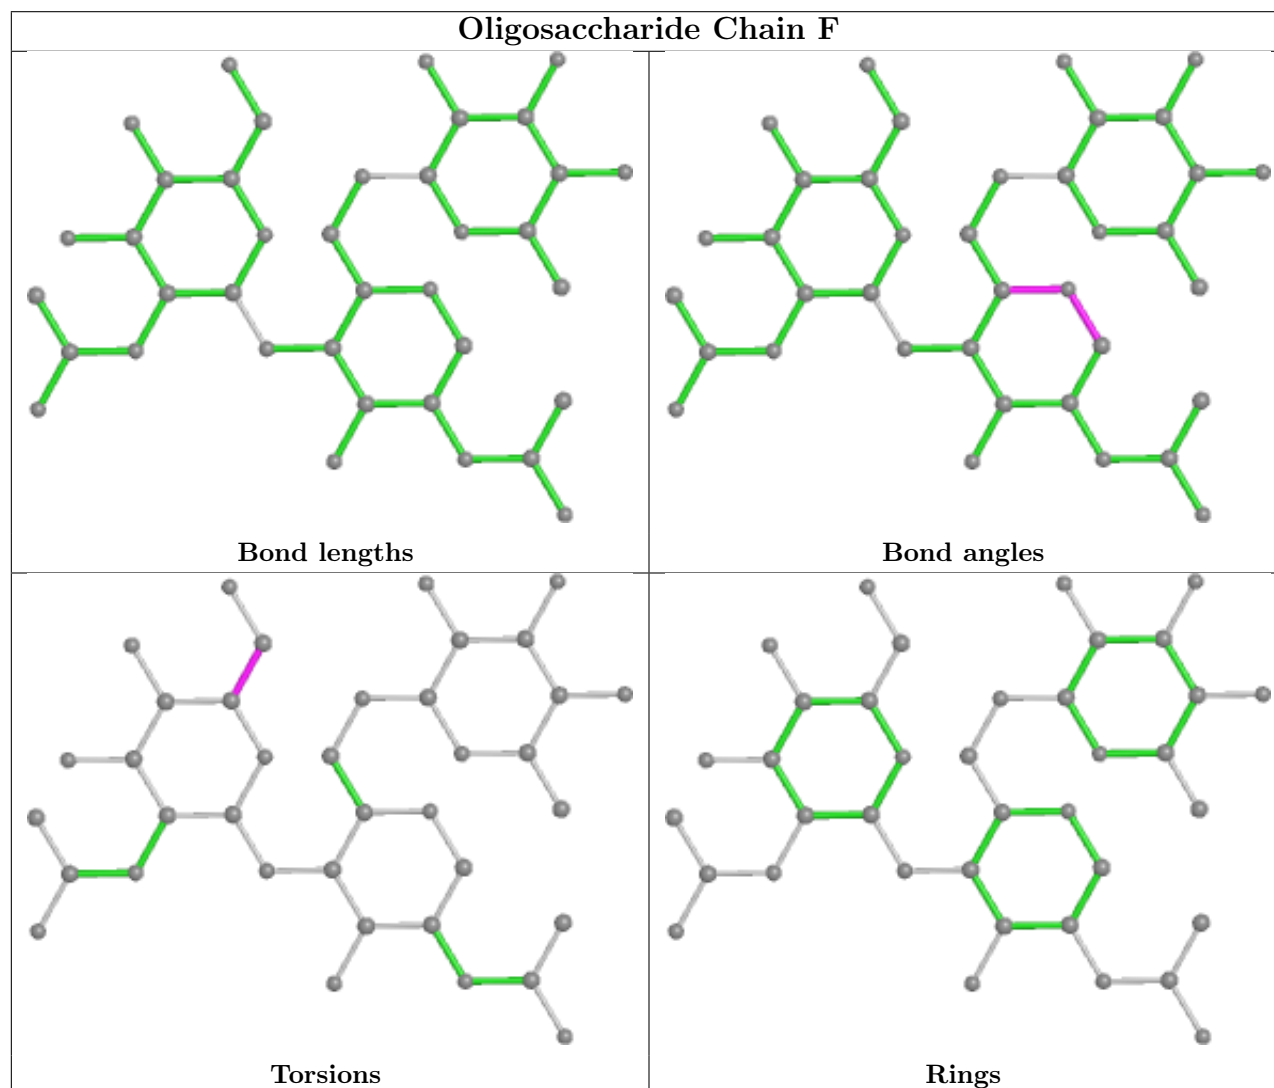 Oligosaccharide Chain F
Bond lengths
Bond angles
Torsions
Rings